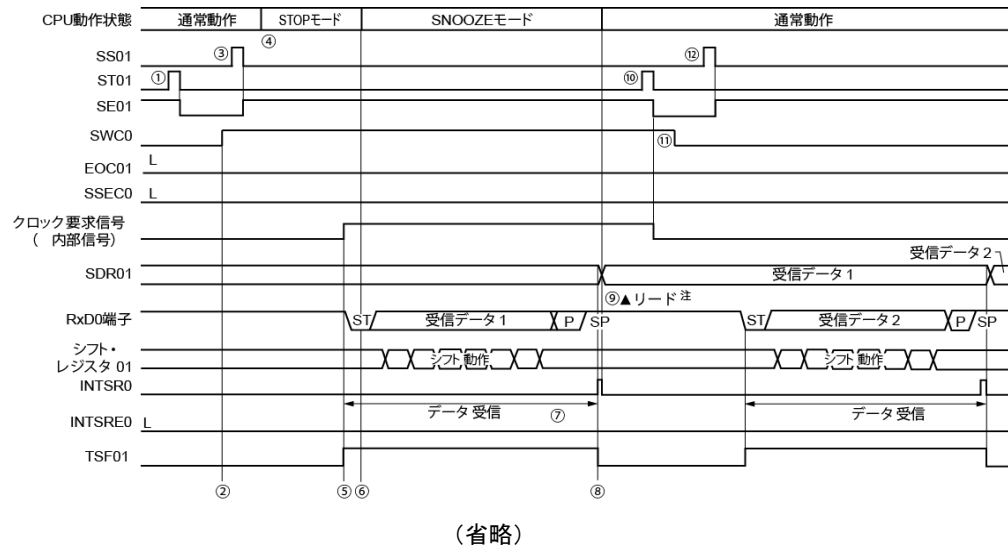 CPU動作状態 通常動作 STOPモード SNOOZEモード 通常動作
④
SS01 ③ ⑫
ST01 ① ⑩
SE01
SWC0 ⑪
EOC01 L
SSEC0 L
クロック要求信号
( 内部信号)
受信データ2
SDR01 受信データ1
⑨▲リード 注
RxD0端子 ST 受信データ1 P SP ST 受信データ2 P SP
シフト・
レジスタ 01 シフト 動作 シフト 動作
INTSR0
データ 受信 ⑦ データ 受信
INTSRE0 L
TSF01
② ⑤⑥ ⑧
(省略)